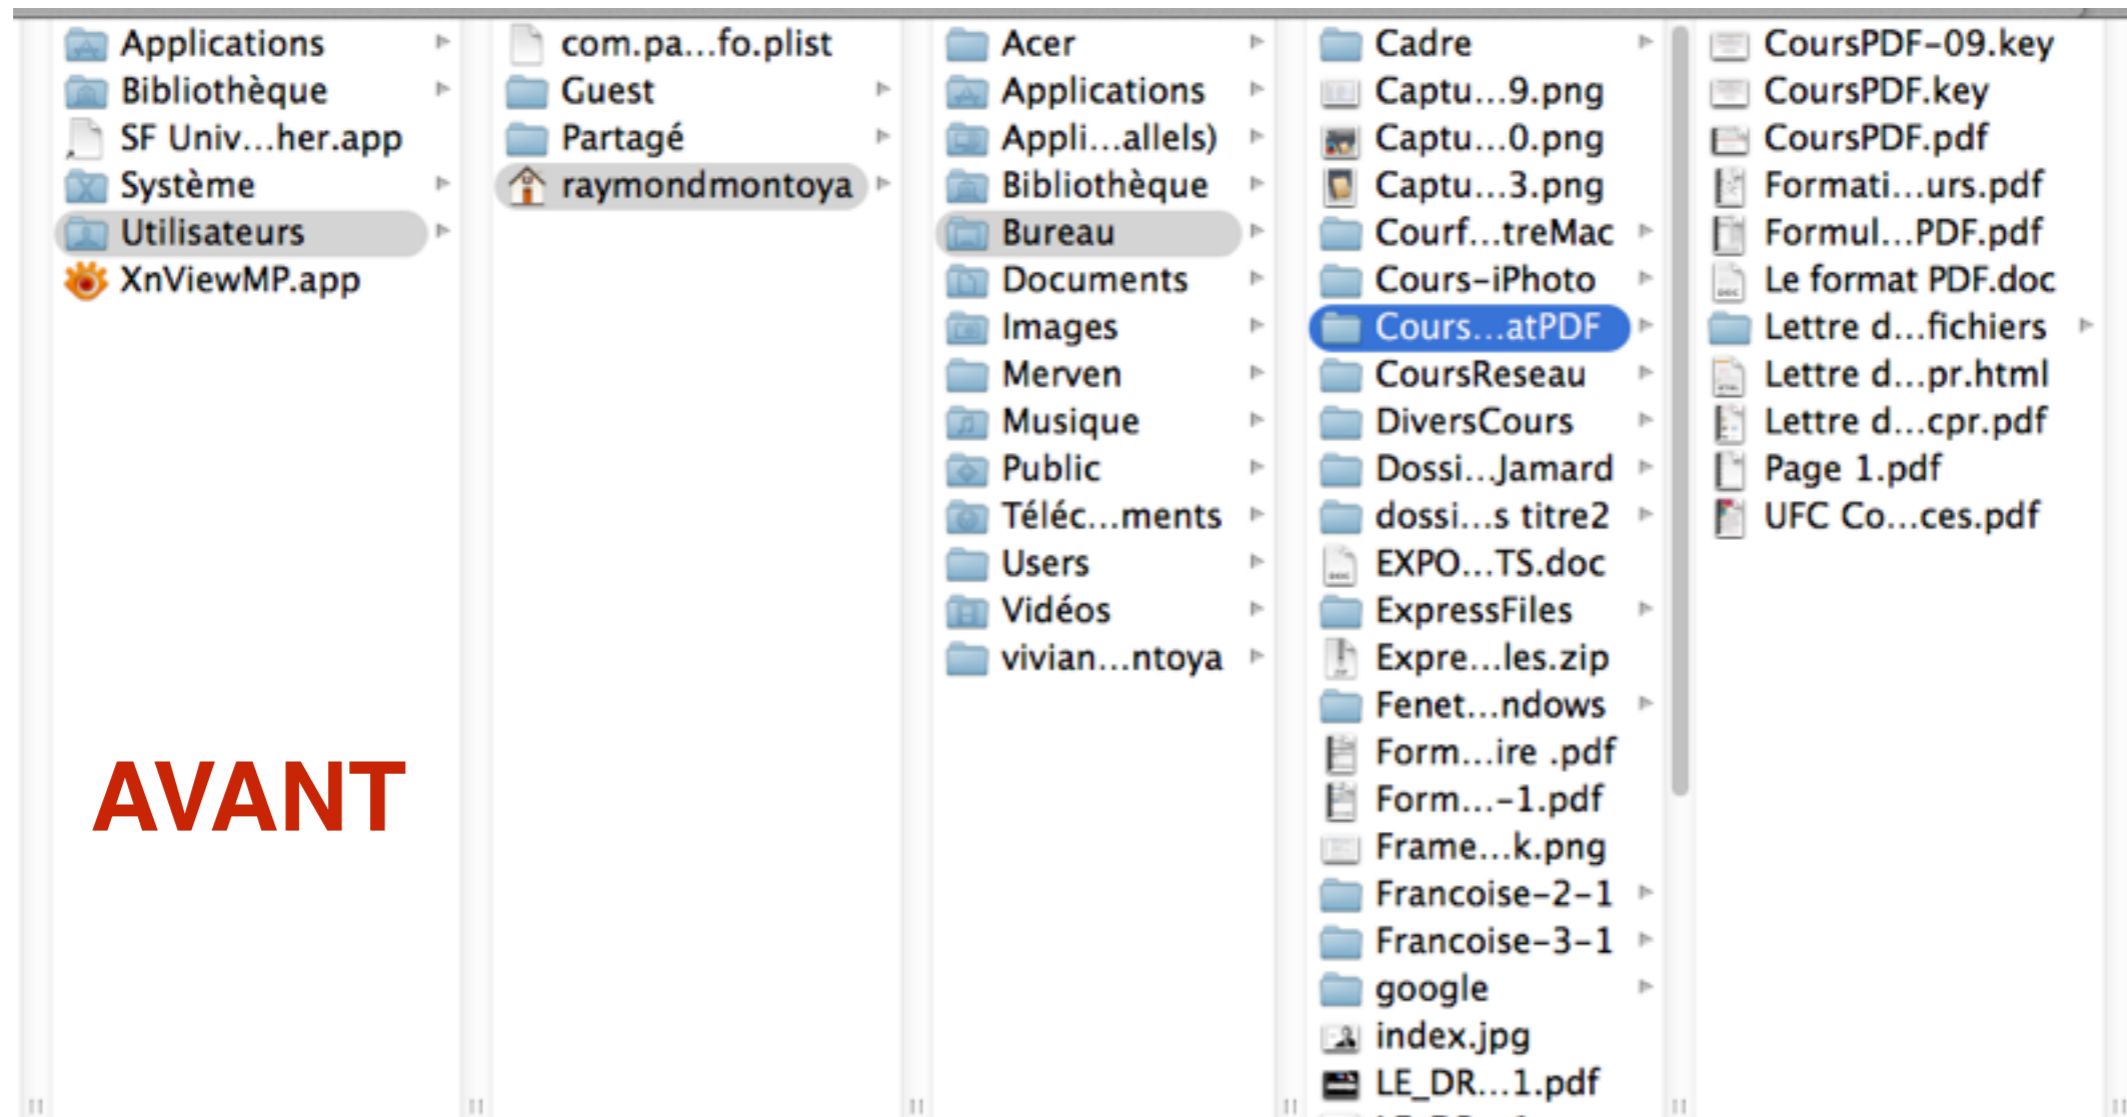 Applications
Bibliothèque
SF Univ...her.app
Système
Utilisateurs
XnViewMP.app
AVANT
com.pa...fo.plist
Guest
Partagé
raymondmontoya
Acer
Applications
Appli...allels)
Bibliothèque
Bureau
Documents
Images
Merven
Musique
Public
Téléc...ments
Users
Vidéos
vivian...ntoya
Cadre
Captu...9.png
Captu...0.png
Captu...3.png
Courf...treMac
Cours-iPhoto
Cours...atPDF
CoursReseau
DiversCours
Dossi...Jamard
dossi...s titre2
EXPO...TS.doc
ExpressFiles
Expre...les.zip
Fenet...ndows
Form...ire .pdf
Form...-1.pdf
Frame...k.png
Francoise-2-1
Francoise-3-1
google
index.jpg
LE_DR...1.pdf
CoursPDF-09.key
CoursPDF.key
CoursPDF.pdf
Formati...urs.pdf
Formul...PDF.pdf
Le format PDF.doc
Lettre d...fichiers
Lettre d...pr.html
Lettre d...cpr.pdf
Page 1.pdf
UFC Co...ces.pdf